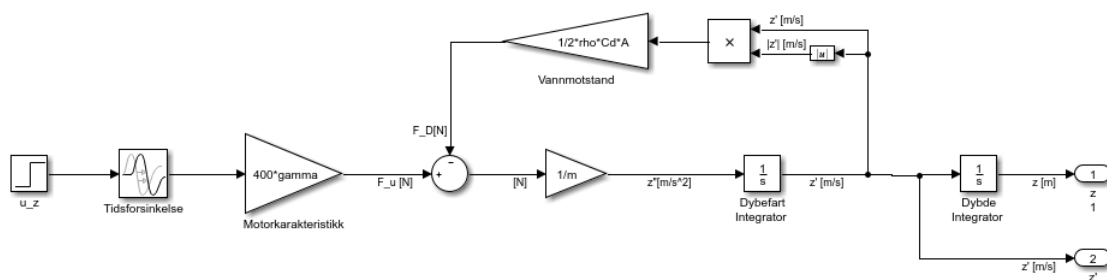 z' [m/s]
|z'| [m/s]
|u|
×
1/2*rho*Cd*A
Vannmotstand
F_D[N]
−
+
u_z
Tidsforsinkelse
400*gamma
Motorkarakteristikk
F_u [N]
[N]
1/m
z"[m/s^2]
1
s
Dybefart
Integrator
z' [m/s]
1
s
Dybde
Integrator
z [m]
1
z
1
z' [m/s]
2
z'